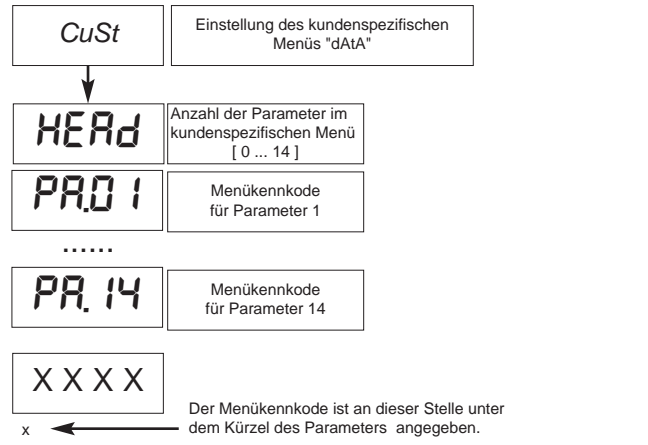 CuSt
Einstellung des kundenspezifischen
Menüs "dAtA"
HEAd
Anzahl der Parameter im
kundenspezifischen Menü
[ 0 ... 14 ]
PA.01
Menükennkode
für Parameter 1
......
PA. 14
Menükennkode
für Parameter 14
X X X X
Der Menükennkode ist an dieser Stelle unter
x
dem Kürzel des Parameters angegeben.